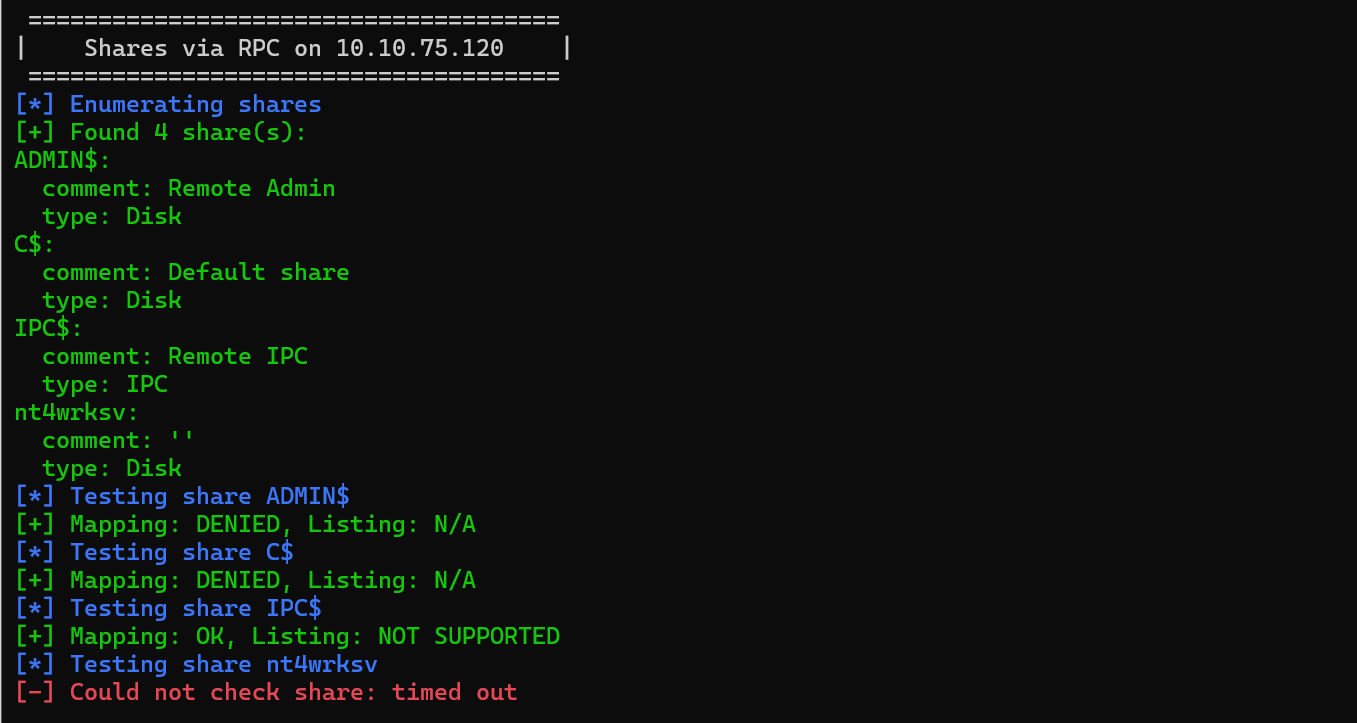 ======================================
|    Shares via RPC on 10.10.75.120    |
======================================
[*] Enumerating shares
[+] Found 4 share(s):
ADMIN$:
  comment: Remote Admin
  type: Disk
C$:
  comment: Default share
  type: Disk
IPC$:
  comment: Remote IPC
  type: IPC
nt4wrksv:
  comment: ''
  type: Disk
[*] Testing share ADMIN$
[+] Mapping: DENIED, Listing: N/A
[*] Testing share C$
[+] Mapping: DENIED, Listing: N/A
[*] Testing share IPC$
[+] Mapping: OK, Listing: NOT SUPPORTED
[*] Testing share nt4wrksv
[-] Could not check share: timed out